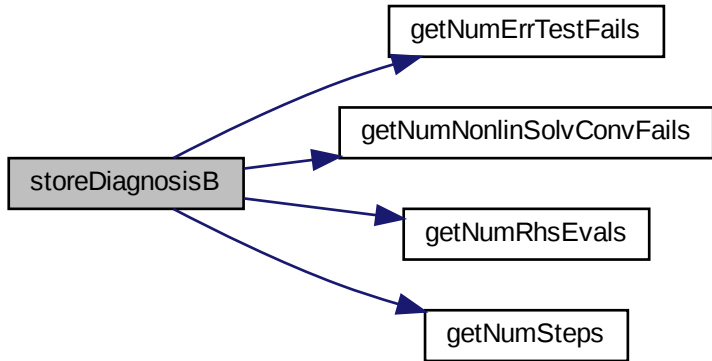 getNumErrTestFails
getNumNonlinSolvConvFails
storeDiagnosisB
getNumRhsEvals
getNumSteps